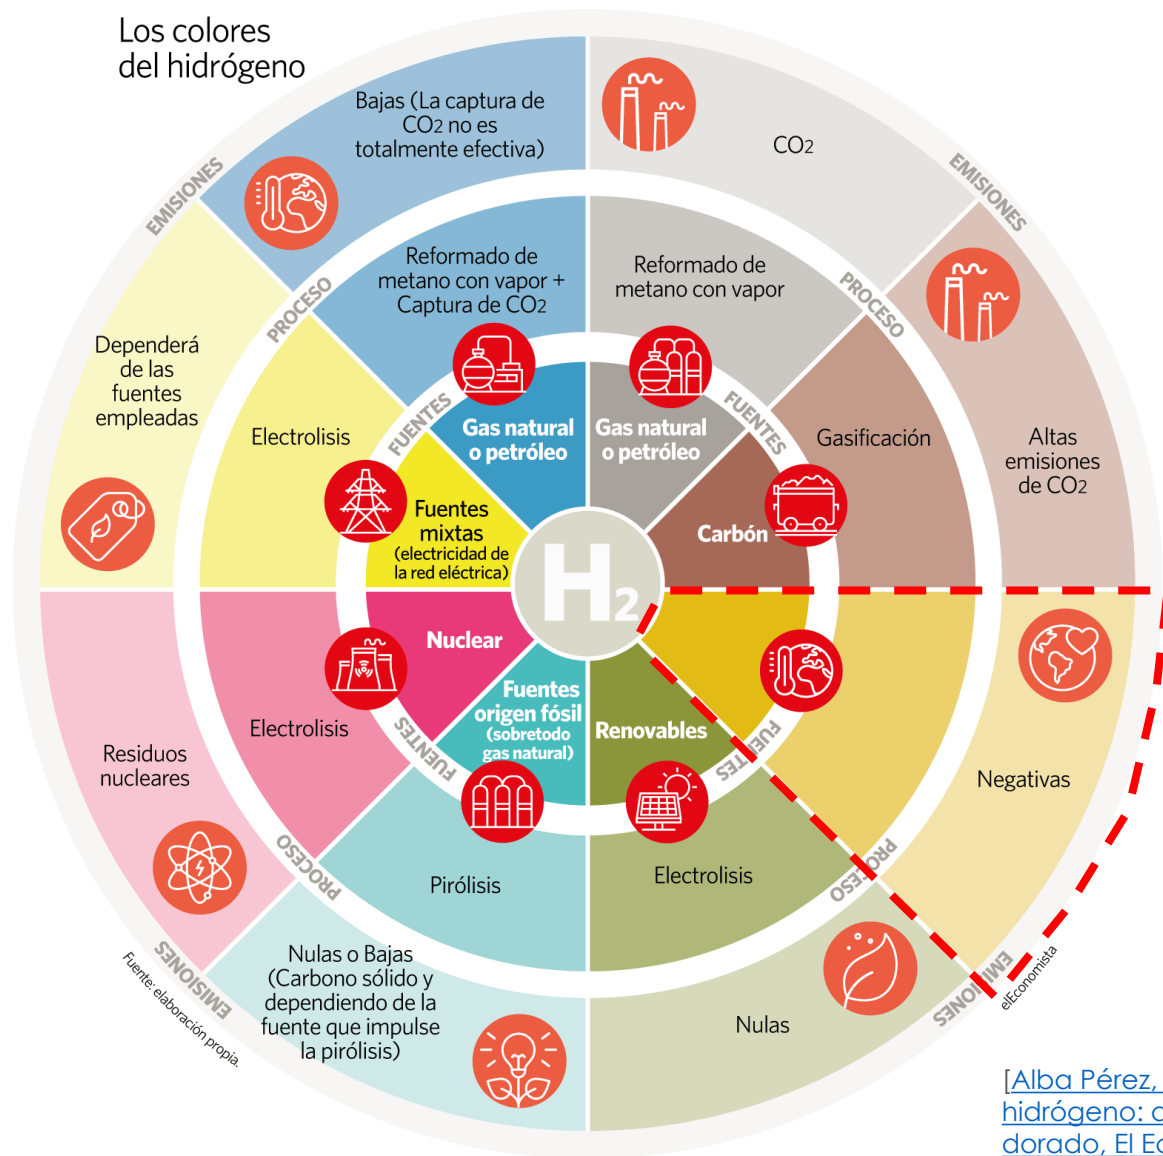 Los colores
del hidrógeno
EMISIONES
Bajas (La captura de
CO2 no es
totalmente efectiva)
CO2
EMISIONES
PROCESO
Reformado de
metano con vapor +
Captura de CO2
Reformado de
metano con vapor
PROCESO
Dependerá
de las
fuentes
empleadas
Electrolisis
FUENTES
Gas natural
o petróleo
Gas natural
o petróleo
FUENTES
Gasificación
Altas
emisiones
de CO2
Fuentes
mixtas
(electricidad de
la red eléctrica)
Carbón
H2
Nuclear
Fuentes
origen fósil
(sobretodo
gas natural)
Renovables
FUENTES
FUENTES
Electrolisis
Residuos
nucleares
Negativas
PROCESO
Pirólisis
Electrolisis
PROCESO
EMISIONES
Nulas o Bajas
(Carbono sólido y
dependiendo de la
fuente que impulse
la pirólisis)
Nulas
EMISIONES
Fuente: elaboración propia.
elEconomista
[Alba Pérez,
hidrógeno:
dorado, El